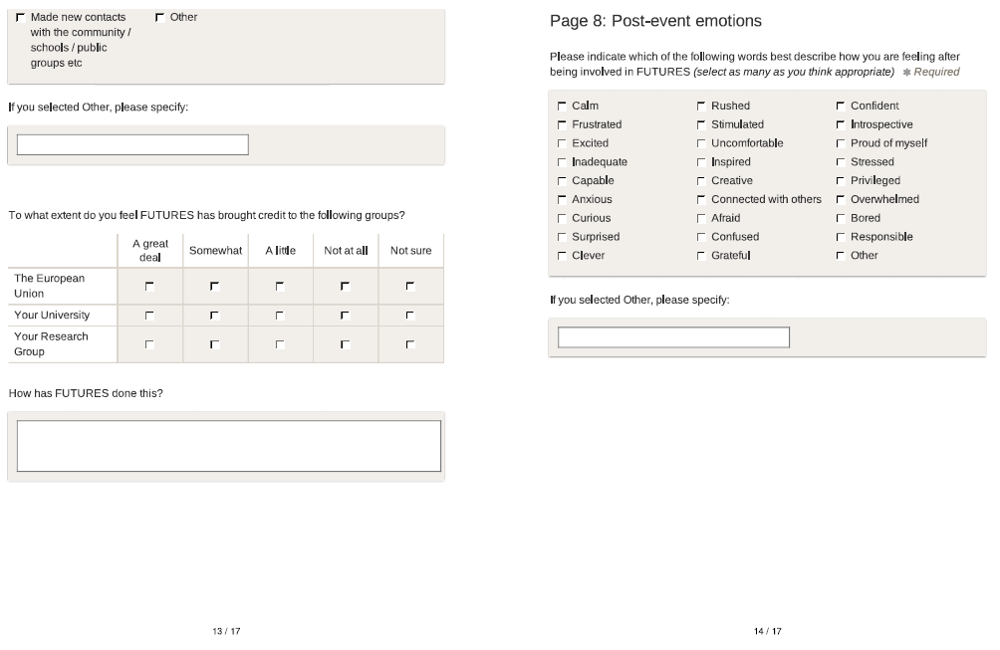 Made new contacts
with the community /
schools / public
groups etc
Other
If you selected Other, please specify:
To what extent do you feel FUTURES has brought credit to the following groups?
A great
deal
Somewhat
A little
Not at all
Not sure
The European
Union
Your University
Your Research
Group
How has FUTURES done this?
13 / 17
Page 8: Post-event emotions
Please indicate which of the following words best describe how you are feeling after
being involved in FUTURES (select as many as you think appropriate) ✱ Required
Calm Rushed Confident
Frustrated Stimulated Introspective
Excited Uncomfortable Proud of myself
Inadequate Inspired Stressed
Capable Creative Privileged
Anxious Connected with others Overwhelmed
Curious Afraid Bored
Surprised Confused Responsible
Clever Grateful Other
If you selected Other, please specify:
14 / 17